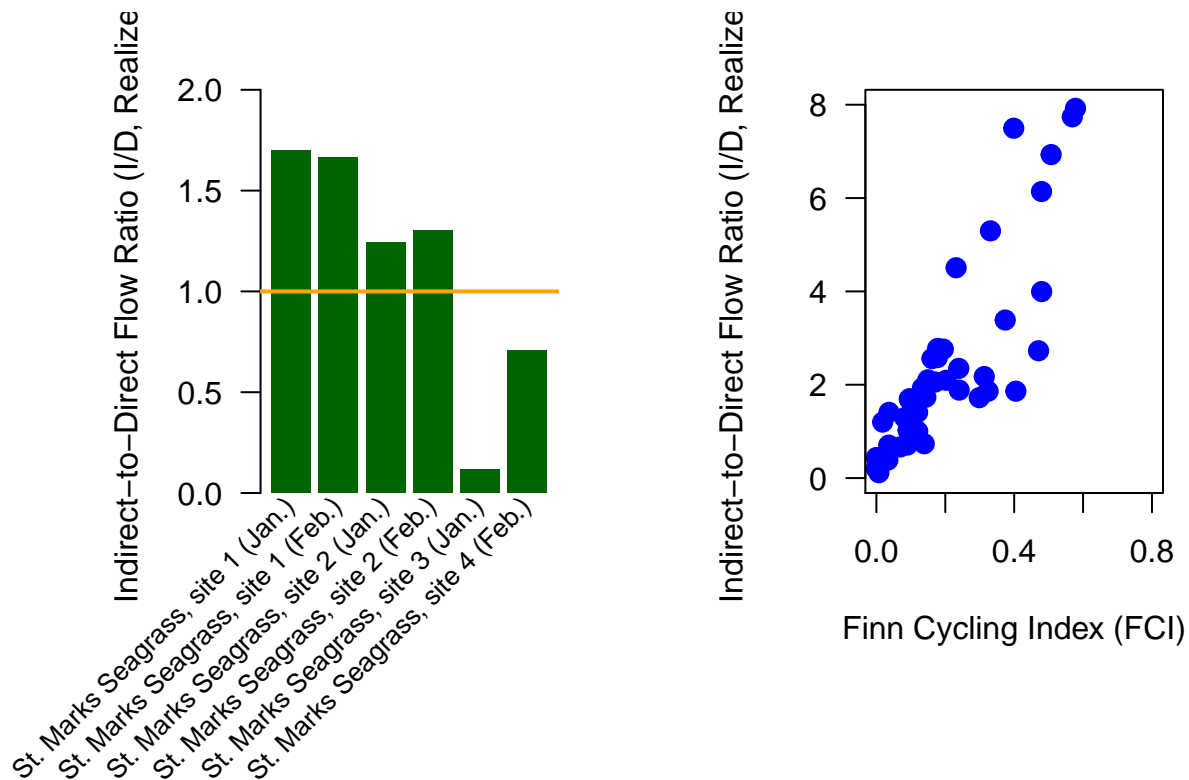 Indirect−to−Direct Flow Ratio (I/D, Realize
2.0
1.5
1.0
0.5
0.0
St. Marks Seagrass, site 1 (Jan.)
St. Marks Seagrass, site 1 (Feb.)
St. Marks Seagrass, site 2 (Jan.)
St. Marks Seagrass, site 2 (Feb.)
St. Marks Seagrass, site 3 (Jan.)
St. Marks Seagrass, site 4 (Feb.)
Indirect−to−Direct Flow Ratio (I/D, Realize
8
6
4
2
0
0.0 0.4 0.8
Finn Cycling Index (FCI)